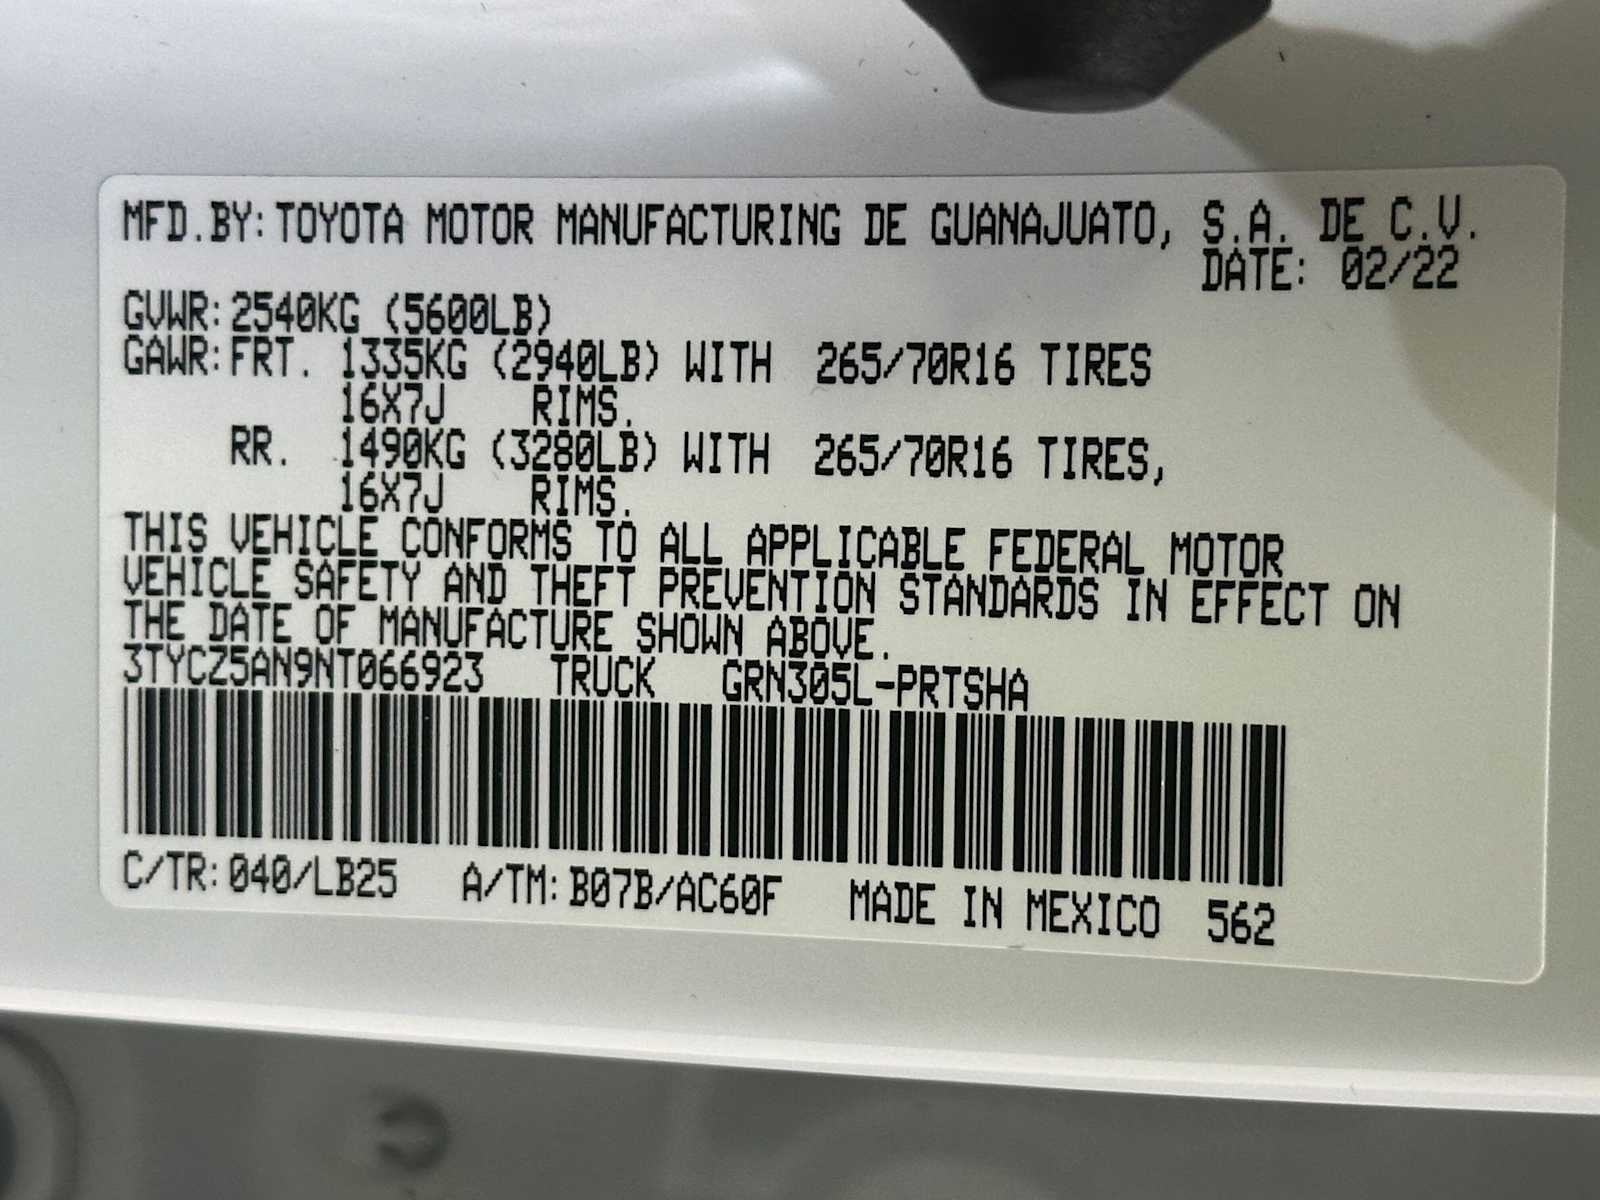 MFD.BY:TOYOTA MOTOR MANUFACTURING DE GUANAJUATO, S.A. DE C.V.
DATE: 02/22
GVWR:2540KG (5600LB)
GAWR:FRT. 1335KG (2940LB) WITH 265/70R16 TIRES
16X7J RIMS.
RR. 1490KG (3280LB) WITH 265/70R16 TIRES,
16X7J RIMS.
THIS VEHICLE CONFORMS TO ALL APPLICABLE FEDERAL MOTOR
VEHICLE SAFETY AND THEFT PREVENTION STANDARDS IN EFFECT ON
THE DATE OF MANUFACTURE SHOWN ABOVE.
3TYCZ5AN9NT066923 TRUCK GRN305L-PRTSHA
C/TR:040/LB25 A/TM:B07B/AC60F MADE IN MEXICO 562